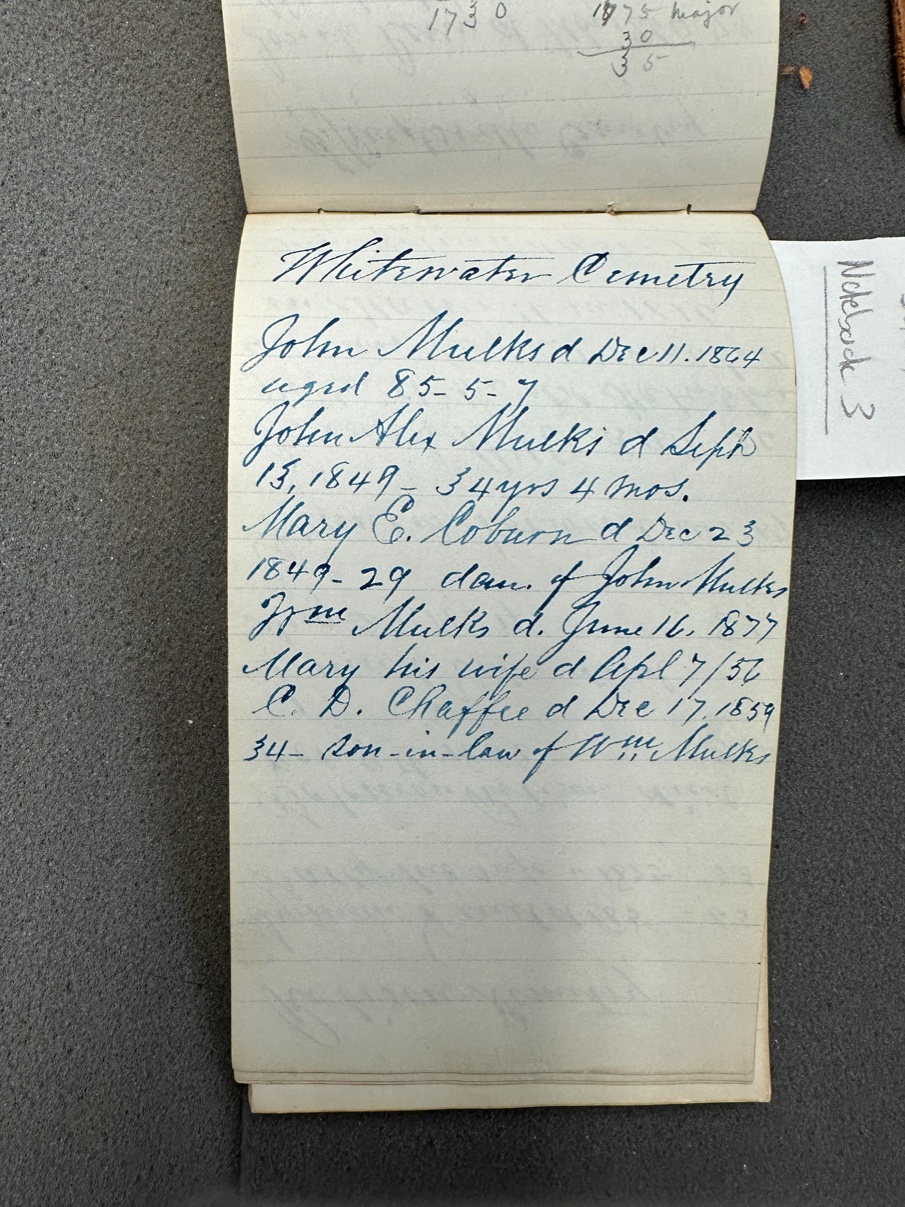 1730
1775 major
30
35
Whitewater Cemetry
John Mulks d Dec 11. 1864
aged 85-5-7
John Alex Mulks d Sept
13, 1849- 34yrs 4 mos.
Mary E. Coburn d Dec 23
1849-29 dau. of John Mulks
Wm Mulks d. June 16, 1877
Mary his wife d Apl 7/56
C. D. Chaffee d Dec 17, 1859
34- son-in-law of Wm Mulks
Notebook 3